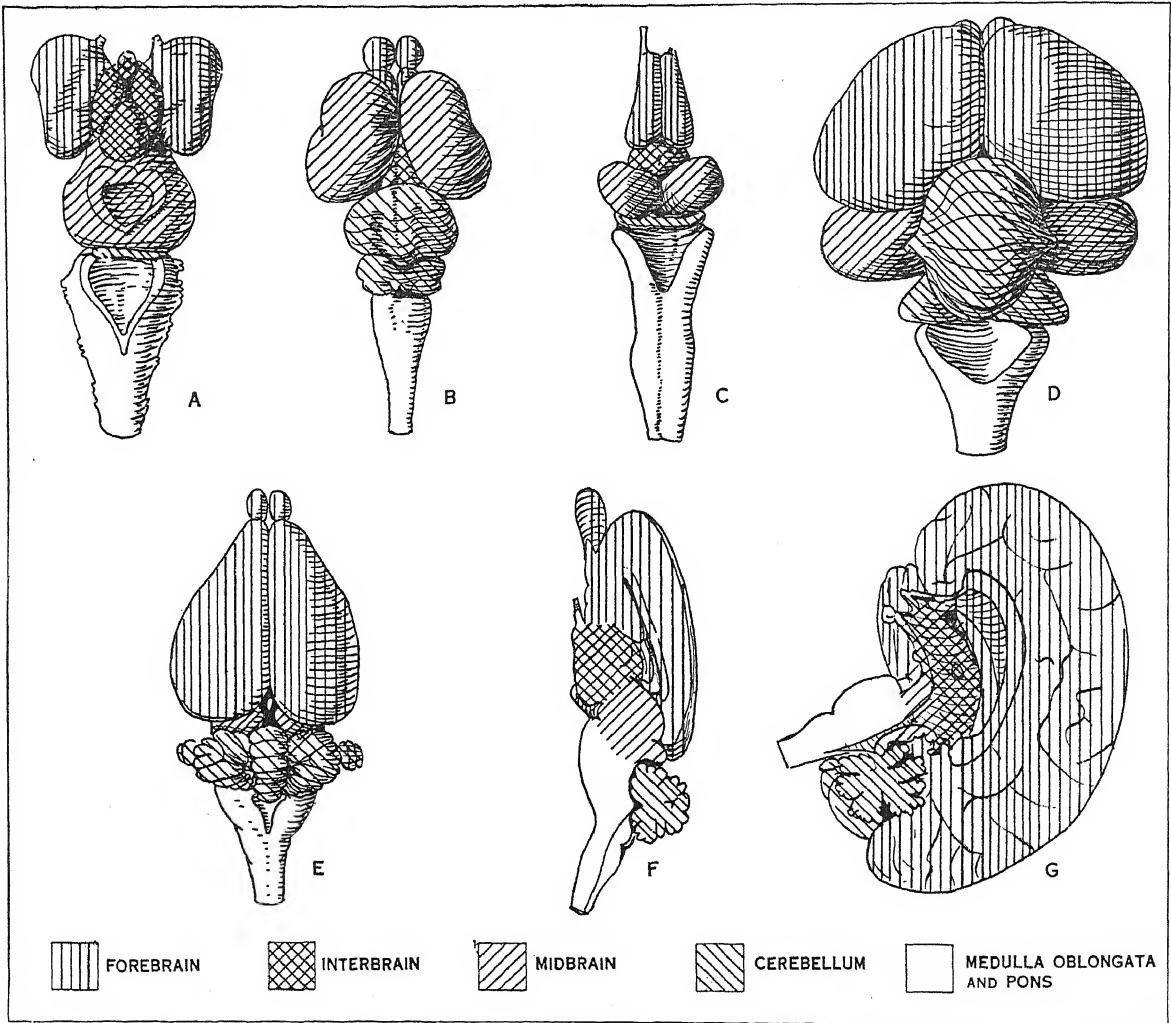 A
B
C
D
E
F
G
FOREBRAIN
INTERBRAIN
MIDBRAIN
CEREBELLUM
MEDULLA OBLONGATA
AND PONS